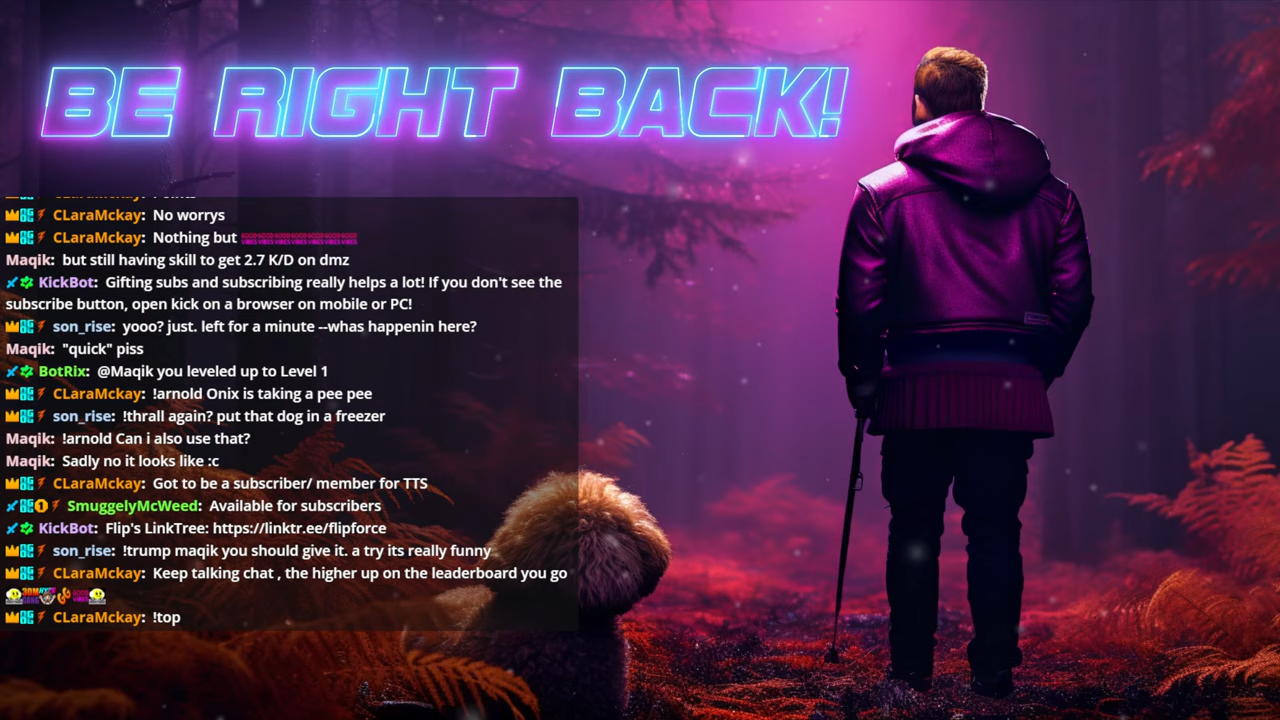 BE RIGHT BACK!
CLaraMckay: No worrys
CLaraMckay: Nothing but
Maqik: but still having skill to get 2.7 K/D on dmz
KickBot: Gifting subs and subscribing really helps a lot! If you don't see the
subscribe button, open kick on a browser on mobile or PC!
son_rise: yooo? just. left for a minute --whas happenin here?
Maqik: "quick" piss
BotRix: @Maqik you leveled up to Level 1
CLaraMckay: !arnold Onix is taking a pee pee
son_rise: !thrall again? put that dog in a freezer
Maqik: !arnold Can i also use that?
Maqik: Sadly no it looks like :c
CLaraMckay: Got to be a subscriber/ member for TTS
1 SmuggelyMcWeed: Available for subscribers
KickBot: Flip's LinkTree: https://linktr.ee/flipforce
son_rise: !trump maqik you should give it. a try its really funny
CLaraMckay: Keep talking chat , the higher up on the leaderboard you go
CLaraMckay: !top